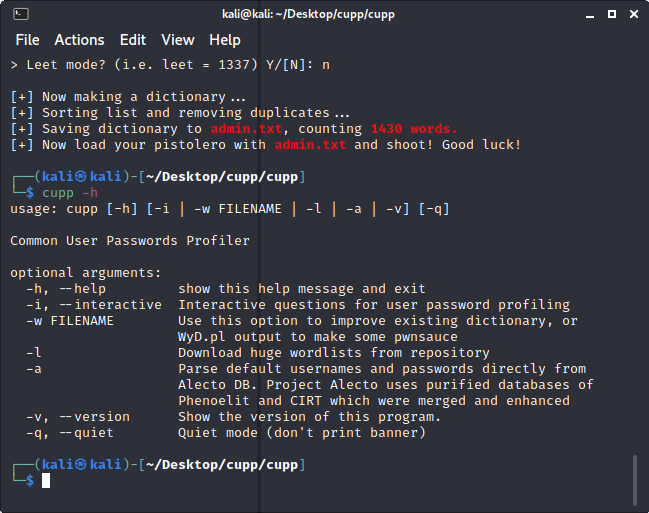 kali@kali: ~/Desktop/cupp/cupp
File Actions Edit View Help
> Leet mode? (i.e. leet = 1337) Y/[N]: n
[+] Now making a dictionary...
[+] Sorting list and removing duplicates...
[+] Saving dictionary to admin.txt, counting 1430 words.
[+] Now load your pistolero with admin.txt and shoot! Good luck!
┌──(kali㉿kali)-[~/Desktop/cupp/cupp]
└─$ cupp -h
usage: cupp [-h] [-i | -w FILENAME | -l | -a | -v] [-q]
Common User Passwords Profiler
optional arguments:
-h, --help show this help message and exit
-i, --interactive Interactive questions for user password profiling
-w FILENAME Use this option to improve existing dictionary, or
WyD.pl output to make some pwnsauce
-l Download huge wordlists from repository
-a Parse default usernames and passwords directly from
Alecto DB. Project Alecto uses purified databases of
Phenoelit and CIRT which were merged and enhanced
-v, --version Show the version of this program.
-q, --quiet Quiet mode (don't print banner)
┌──(kali㉿kali)-[~/Desktop/cupp/cupp]
└─$